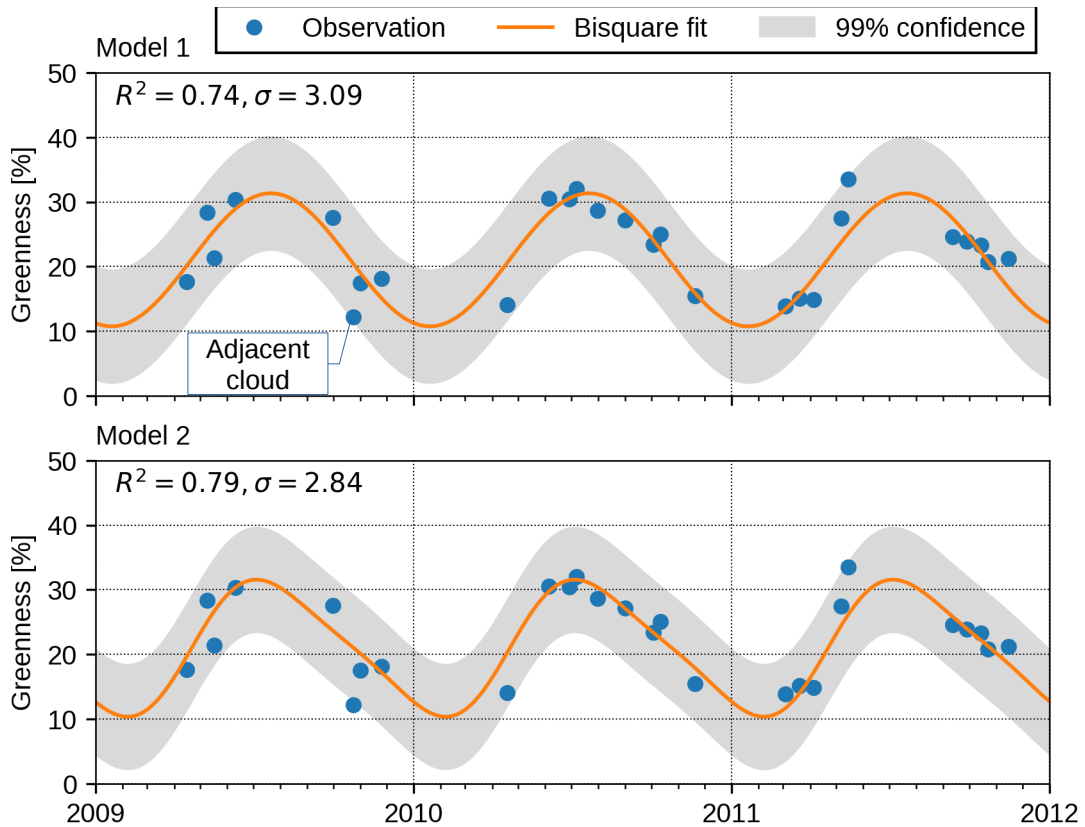 Observation Bisquare fit 99% confidence
Model 1
50
R² = 0.74, σ = 3.09
40
30
20
10
0
Greenness [%]
Adjacent
cloud
Model 2
50
R² = 0.79, σ = 2.84
40
30
20
10
0
Greenness [%]
2009 2010 2011 2012